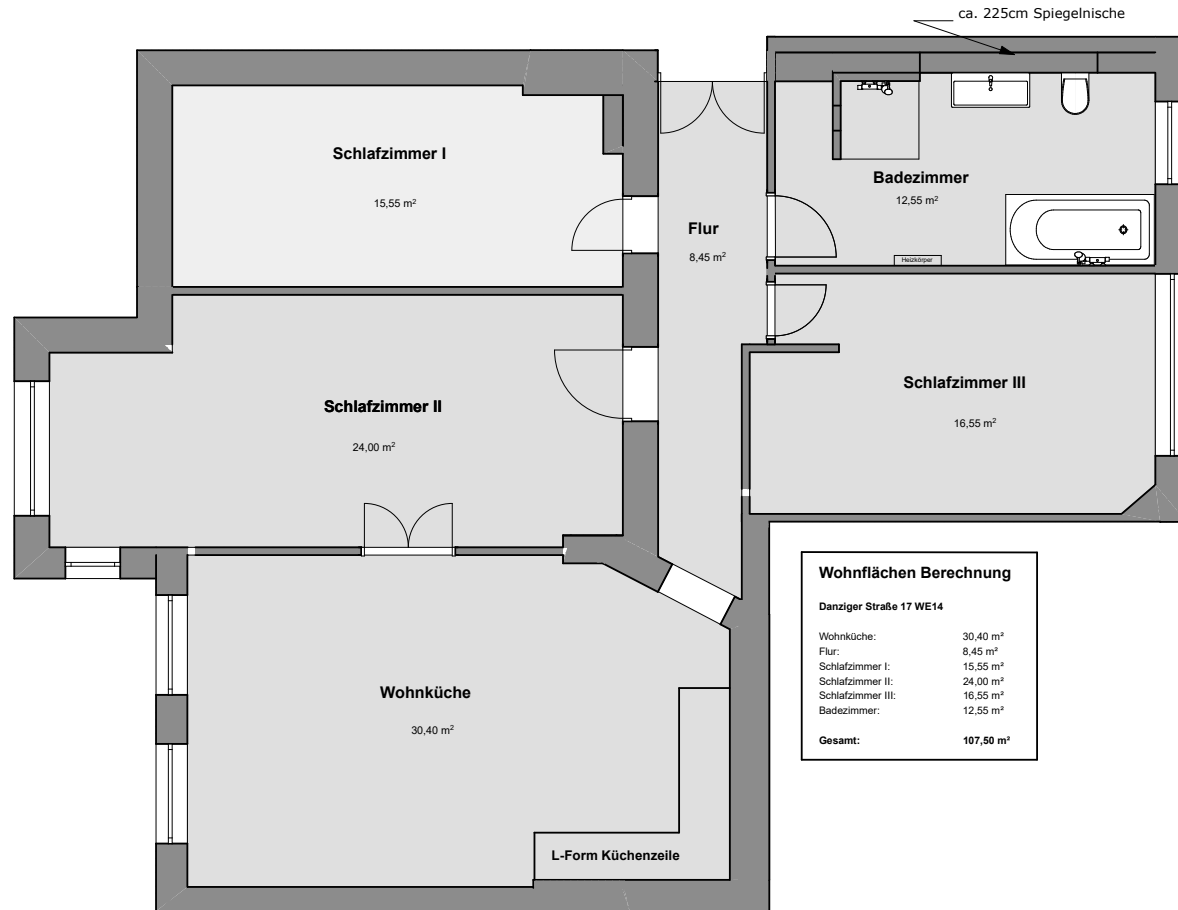 ca. 225cm Spiegelnische
Schlafzimmer I
15,55 m²
Badezimmer
12,55 m²
Flur
8,45 m²
Heizkörper
Schlafzimmer II
24,00 m²
Schlafzimmer III
16,55 m²
Wohnküche
30,40 m²
L-Form Küchenzeile
Wohnflächen Berechnung
Danziger Straße 17 WE14
Wohnküche: 30,40 m²
Flur: 8,45 m²
Schlafzimmer I: 15,55 m²
Schlafzimmer II: 24,00 m²
Schlafzimmer III: 16,55 m²
Badezimmer: 12,55 m²
Gesamt: 107,50 m²